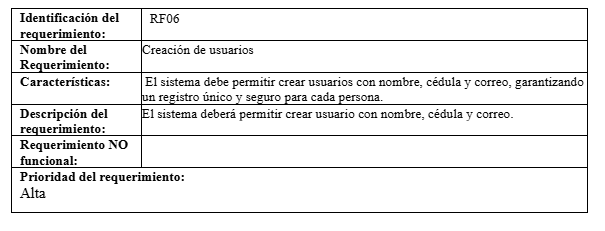 Identificación del requerimiento: RF06
Nombre del Requerimiento: Creación de usuarios
Características: El sistema debe permitir crear usuarios con nombre, cédula y correo, garantizando
un registro único y seguro para cada persona.
Descripción del requerimiento: El sistema deberá permitir crear usuario con nombre, cédula y correo.
Requerimiento NO funcional:
Prioridad del requerimiento:
Alta